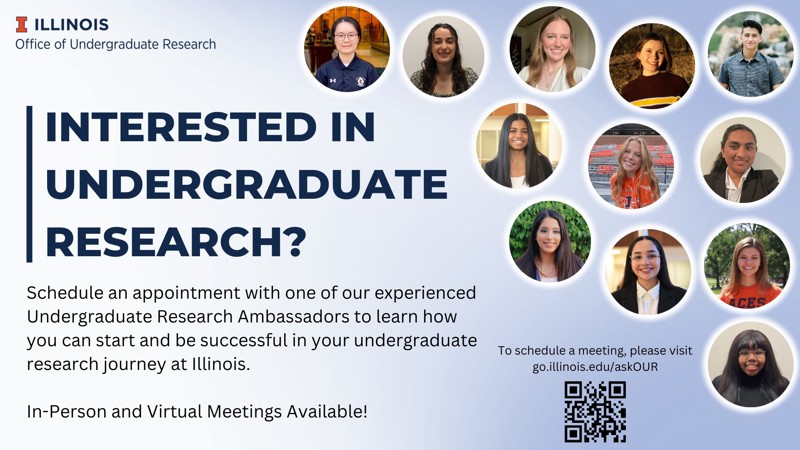 I ILLINOIS
Office of Undergraduate Research
INTERESTED IN
UNDERGRADUATE
RESEARCH?
Schedule an appointment with one of our experienced
Undergraduate Research Ambassadors to learn how
you can start and be successful in your undergraduate
research journey at Illinois.
In-Person and Virtual Meetings Available!
To schedule a meeting, please visit
go.illinois.edu/askOUR